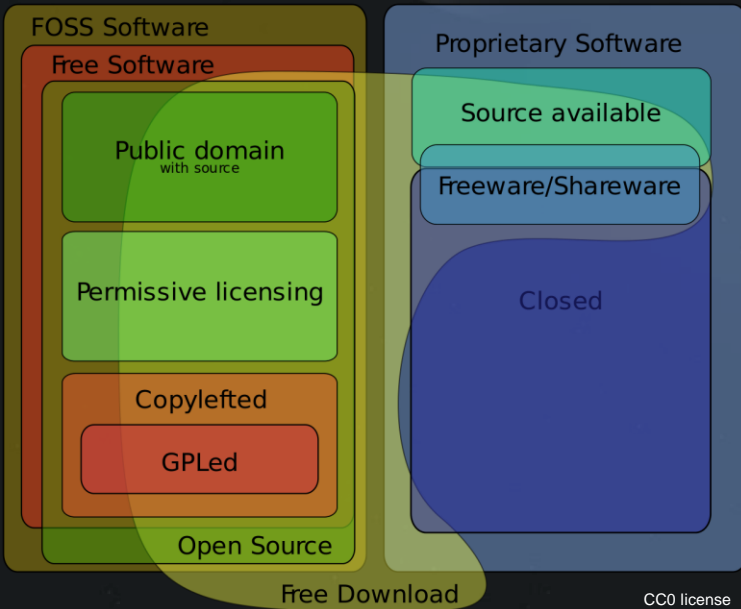 FOSS Software
Free Software
Public domain
with source
Permissive licensing
Copylefted
GPLed
Open Source
Proprietary Software
Source available
Freeware/Shareware
Closed
Free Download
CC0 license